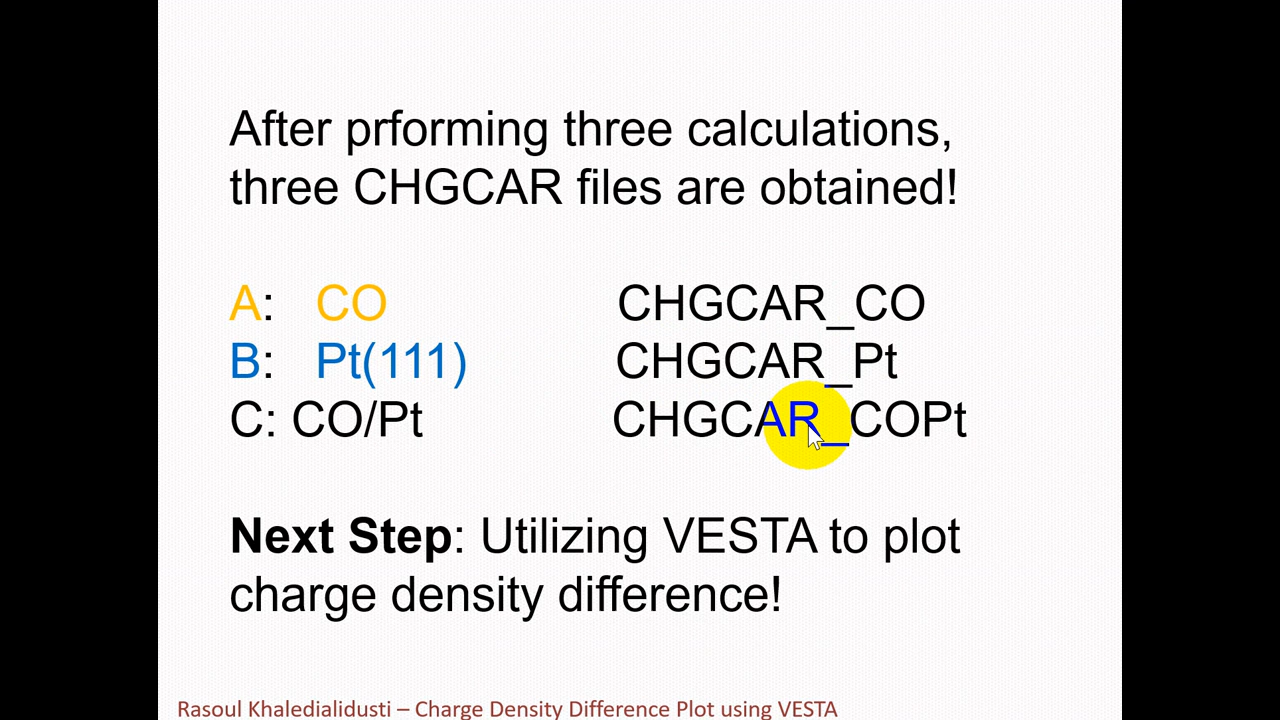 After prforming three calculations,
three CHGCAR files are obtained!
A: CO CHGCAR_CO
B: Pt(111) CHGCAR_Pt
C: CO/Pt CHGCAR_COPt
Next Step: Utilizing VESTA to plot
charge density difference!
Rasoul Khaledialidusti – Charge Density Difference Plot using VESTA